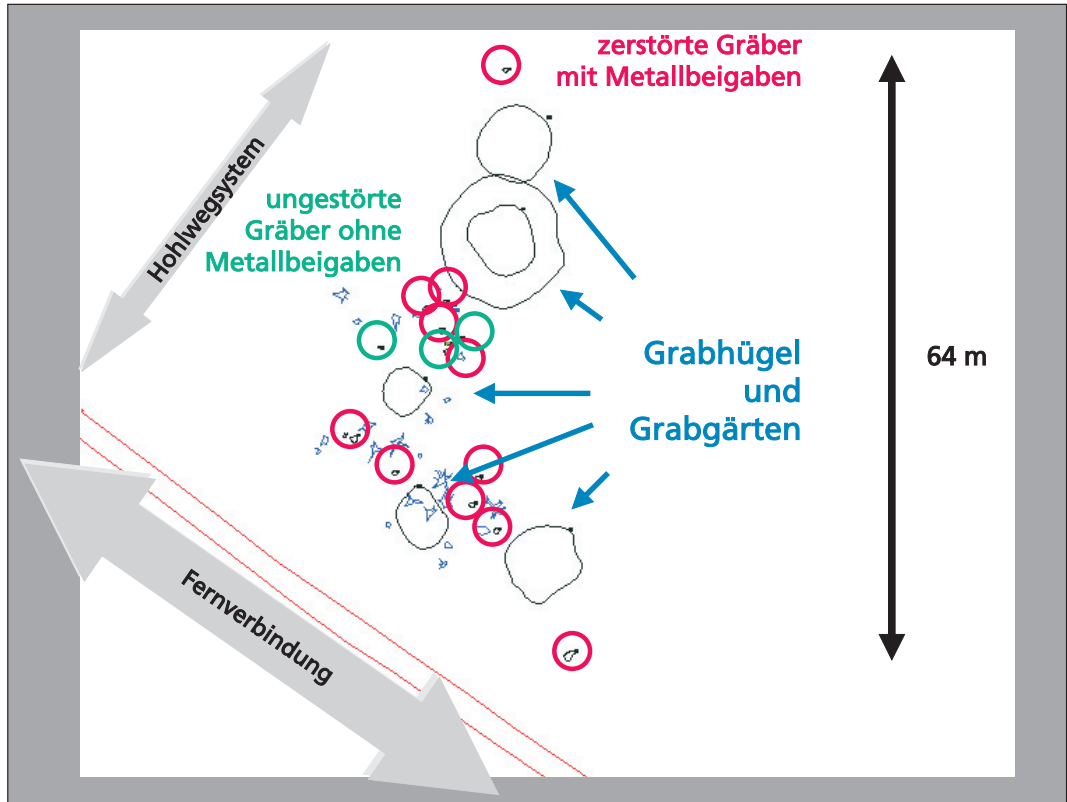 zerstörte Gräber
mit Metallbeigaben
Hohlwegsystem
ungestörte
Gräber ohne
Metallbeigaben
Grabhügel
und
Grabgärten
64 m
Fernverbindung